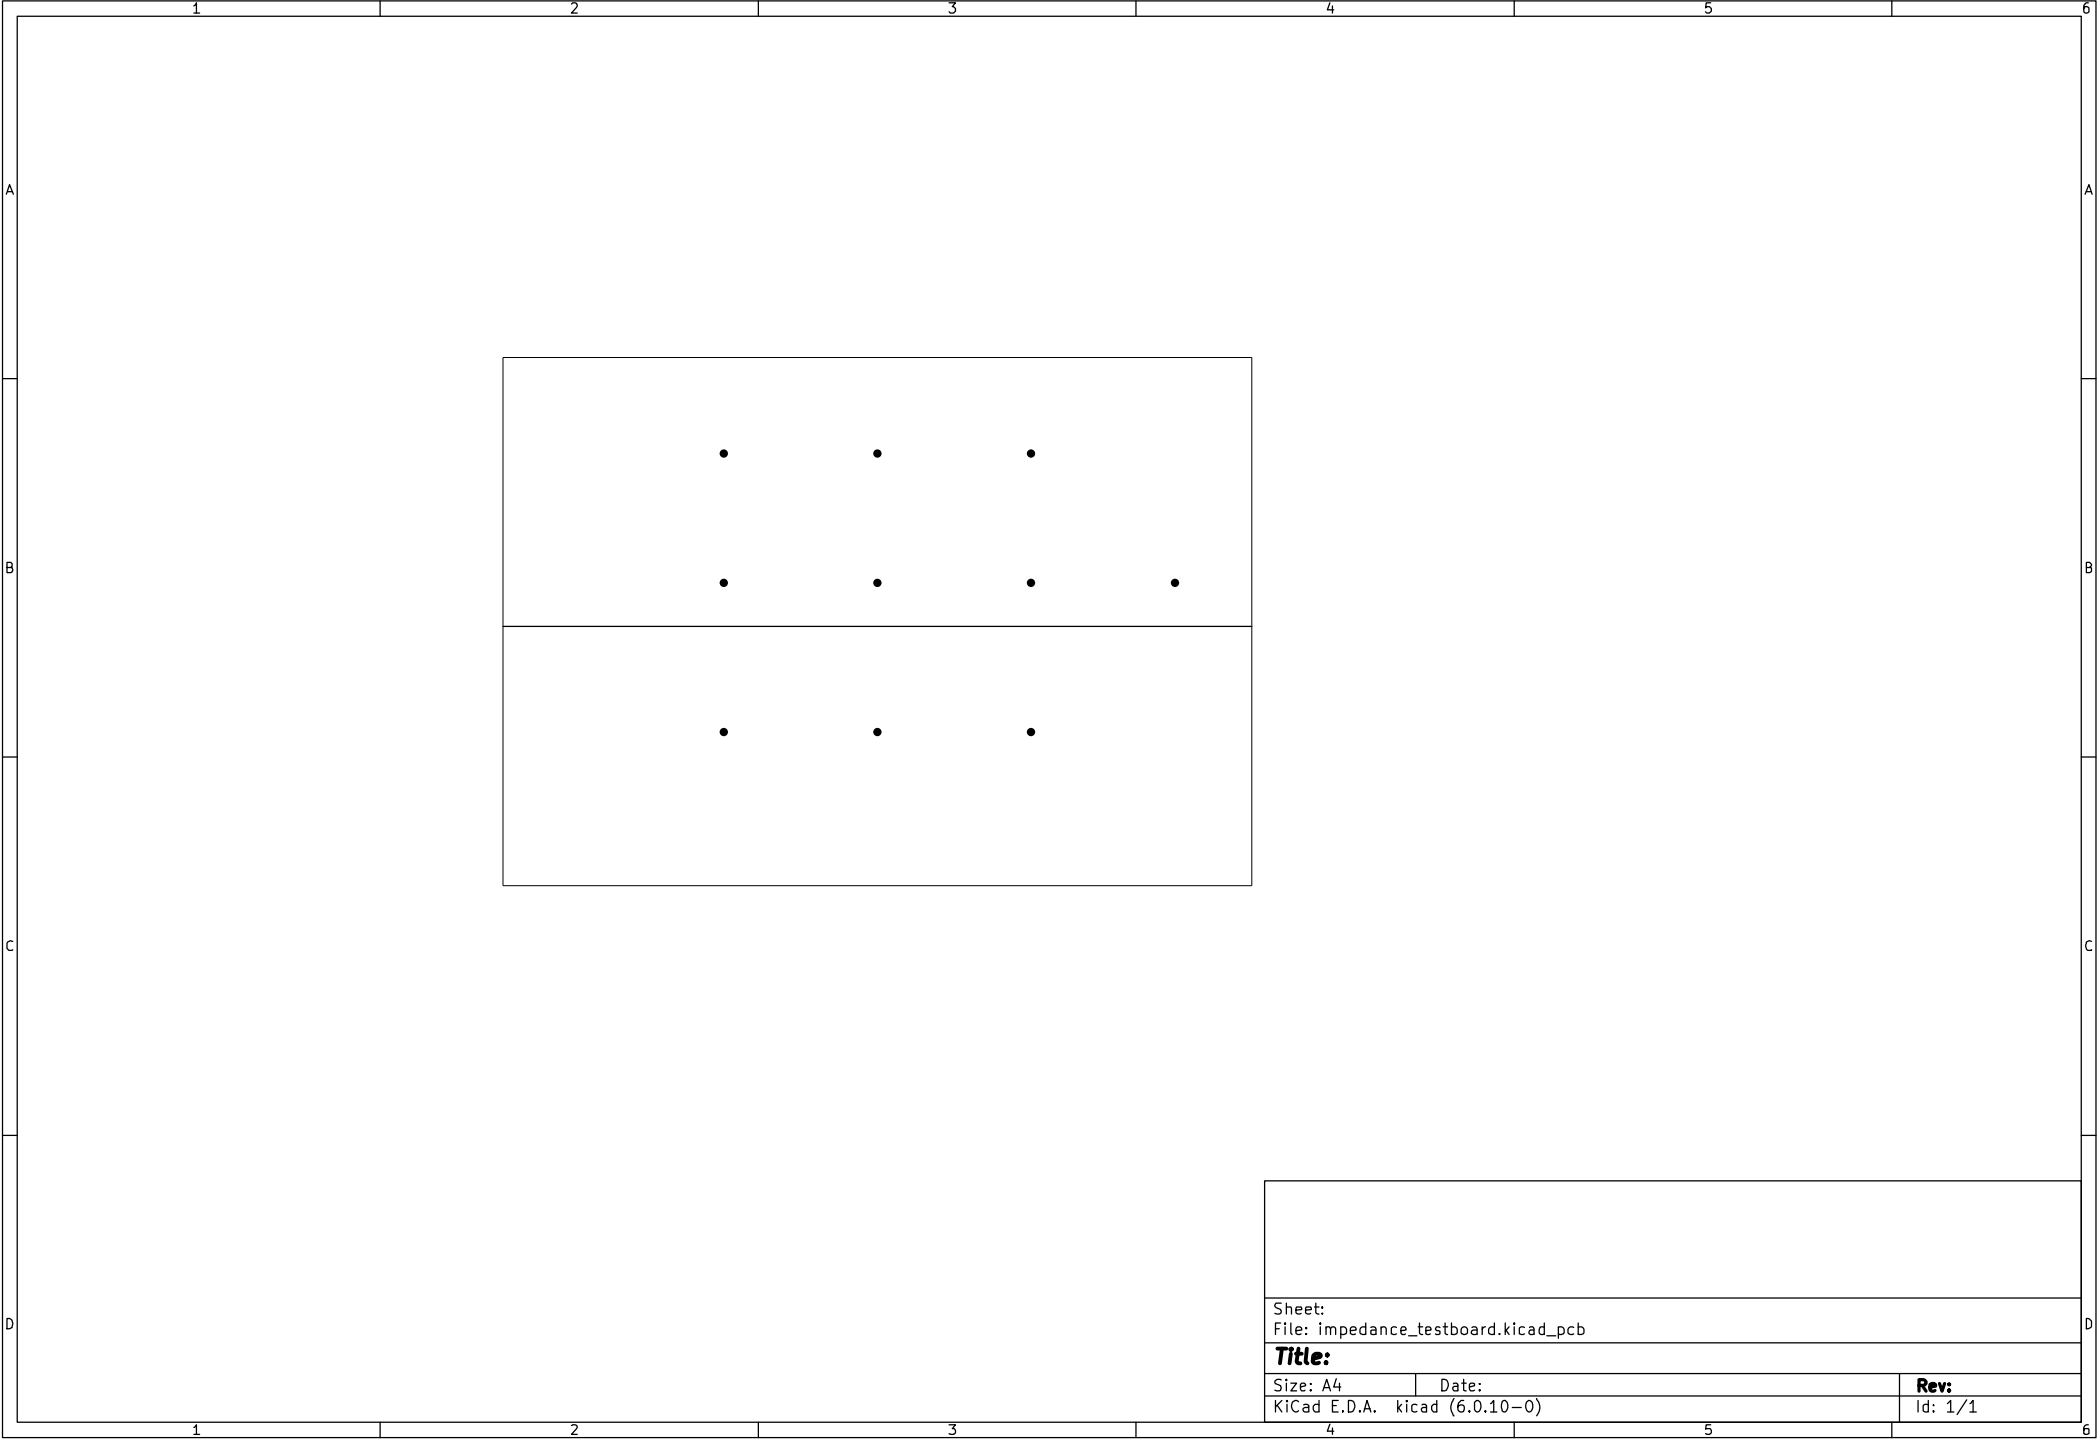 1 2 3 4 5 6
A A
B B
C C
D D
Sheet:
File: impedance_testboard.kicad_pcb
Title:
Size: A4 Date: Rev:
KiCad E.D.A. kicad (6.0.10-0) Id: 1/1
1 2 3 4 5 6